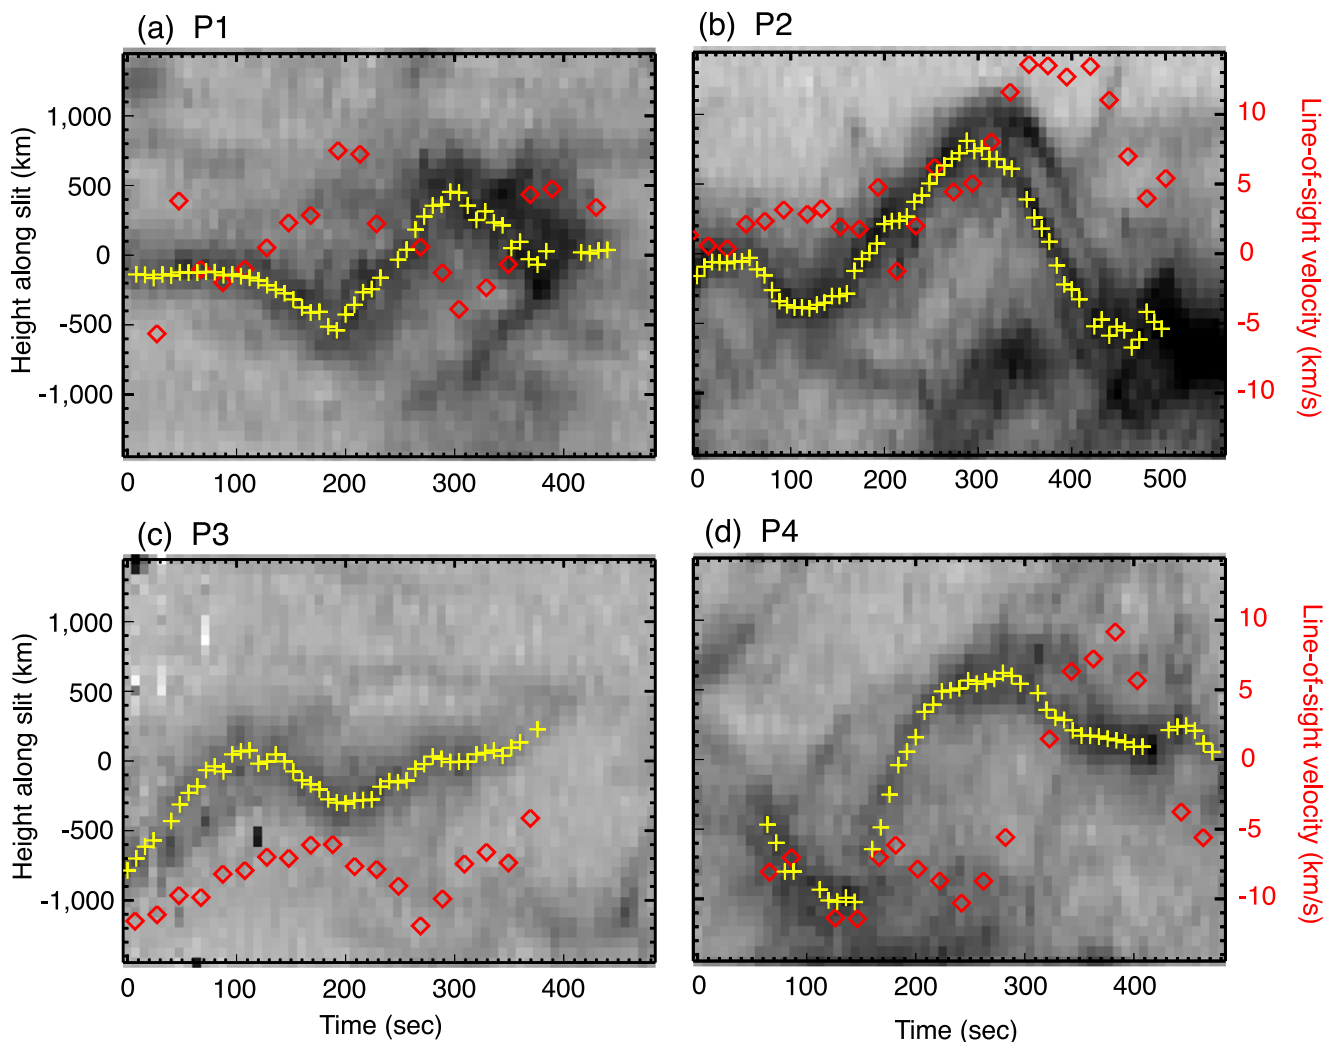 (a) P1
(b) P2
Height along slit (km)
1,000
500
0
-500
-1,000
10
5
0
-5
-10
Line-of-sight velocity (km/s)
0 100 200 300 400
0 100 200 300 400 500
(c) P3
(d) P4
Height along slit (km)
1,000
500
0
-500
-1,000
10
5
0
-5
-10
Line-of-sight velocity (km/s)
0 100 200 300 400
0 100 200 300 400
Time (sec)
Time (sec)